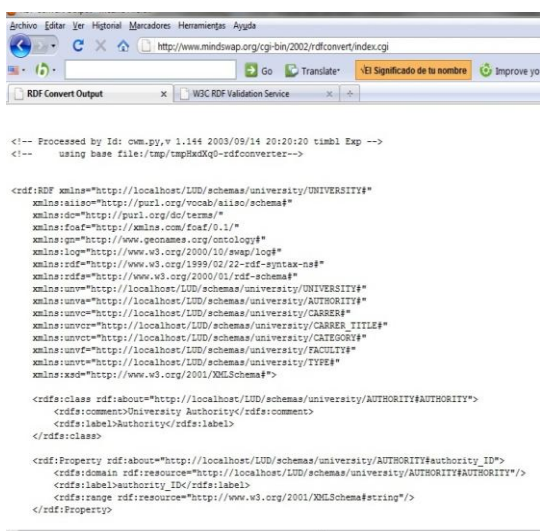 Archivo Editar Ver Historial Marcadores Herramientas Ayuda
http://www.mindswap.org/cgi-bin/2002/rdfconvert/index.cgi
Go Translate El Significado de tu nombre Improve yo
RDF Convert Output x W3C RDF Validation Service x
<!-- Processed by Id: cwm.py,v 1.144 2003/09/14 20:20:20 timbl Exp -->
<!-- using base file:/tmp/tmpHxdXq0-rdfconverter-->
<rdf:RDF xmlns="http://localhost/LUD/schemas/university/UNIVERSITY#"
xmlns:aiiso="http://purl.org/vocab/aiiso/schema#"
xmlns:dc="http://purl.org/dc/terms/"
xmlns:foaf="http://xmlns.com/foaf/0.1/"
xmlns:gn="http://www.geonames.org/ontology#"
xmlns:log="http://www.w3.org/2000/10/swap/log#"
xmlns:rdf="http://www.w3.org/1999/02/22-rdf-syntax-ns#"
xmlns:rdfs="http://www.w3.org/2000/01/rdf-schema#"
xmlns:unv="http://localhost/LUD/schemas/university/UNIVERSITY#"
xmlns:unva="http://localhost/LUD/schemas/university/AUTHORITY#"
xmlns:unvc="http://localhost/LUD/schemas/university/CARRER#"
xmlns:unvcr="http://localhost/LUD/schemas/university/CARRER_TITLE#"
xmlns:unvct="http://localhost/LUD/schemas/university/CATEGORY#"
xmlns:unvf="http://localhost/LUD/schemas/university/FACULTY#"
xmlns:unvt="http://localhost/LUD/schemas/university/TYPE#"
xmlns:xsd="http://www.w3.org/2001/XMLSchema#">
<rdfs:class rdf:about="http://localhost/LUD/schemas/university/AUTHORITY#AUTHORITY">
<rdfs:comment>University Authority</rdfs:comment>
<rdfs:label>Authority</rdfs:label>
</rdfs:class>
<rdf:Property rdf:about="http://localhost/LUD/schemas/university/AUTHORITY#authority_ID">
<rdfs:domain rdf:resource="http://localhost/LUD/schemas/university/AUTHORITY#AUTHORITY"/>
<rdfs:label>authority_ID</rdfs:label>
<rdfs:range rdf:resource="http://www.w3.org/2001/XMLSchema#string"/>
</rdf:Property>